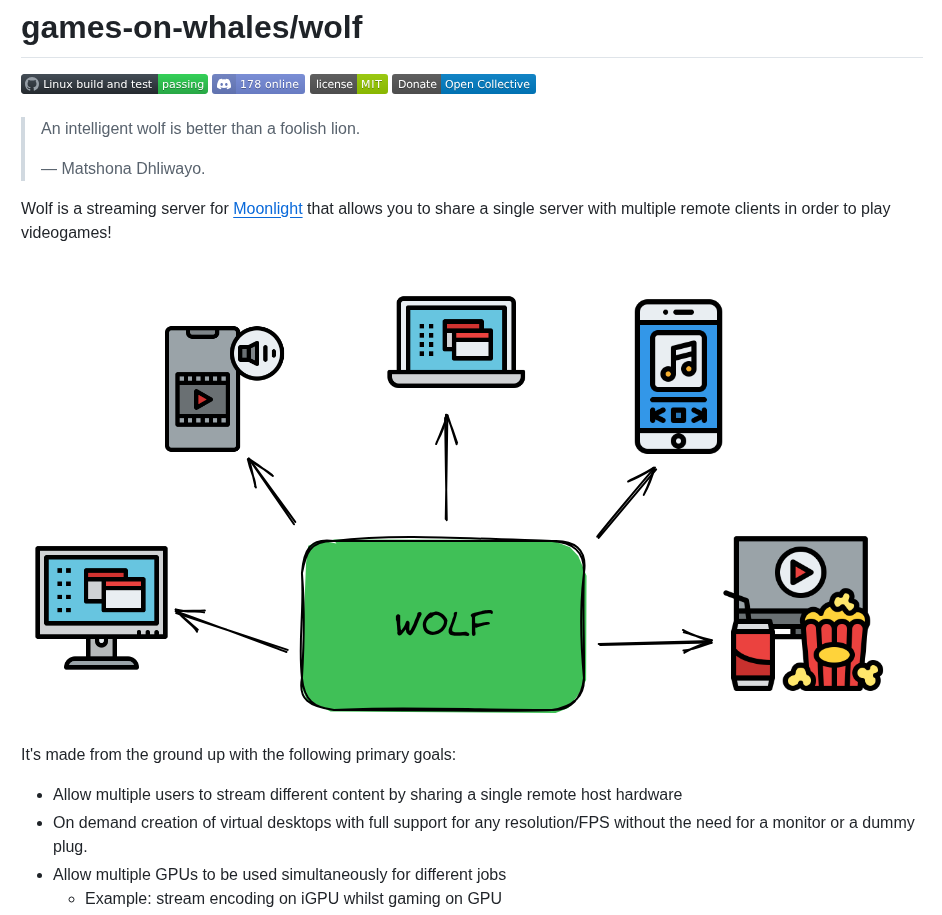 games-on-whales/wolf
Linux build and test passing 178 online license MIT Donate Open Collective
An intelligent wolf is better than a foolish lion.
— Matshona Dhliwayo.
Wolf is a streaming server for Moonlight that allows you to share a single server with multiple remote clients in order to play
videogames!
WOLF
It's made from the ground up with the following primary goals:
• Allow multiple users to stream different content by sharing a single remote host hardware
• On demand creation of virtual desktops with full support for any resolution/FPS without the need for a monitor or a dummy
plug.
• Allow multiple GPUs to be used simultaneously for different jobs
◦ Example: stream encoding on iGPU whilst gaming on GPU